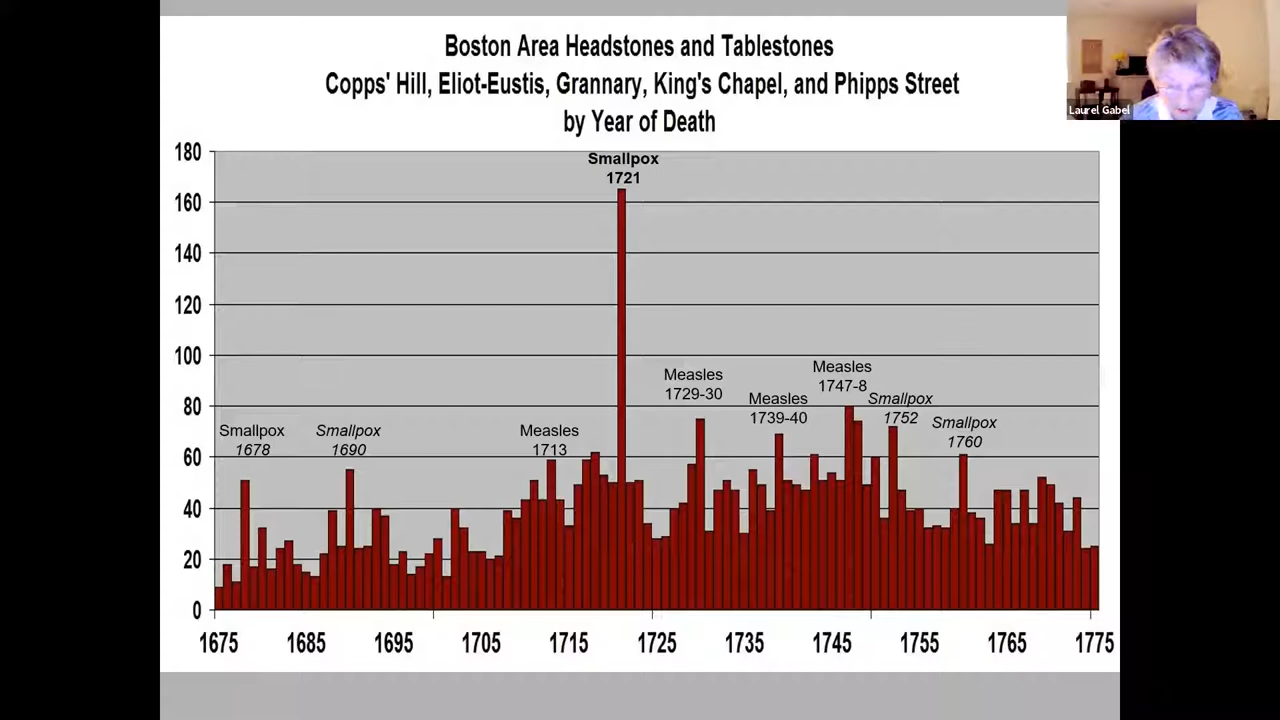 Boston Area Headstones and Tablestones
Copps' Hill, Eliot-Eustis, Grannary, King's Chapel, and Phipps Street
by Year of Death
Laurel Gabel
180
160
140
120
100
80
60
40
20
0
Smallpox
1678
Smallpox
1690
Measles
1713
Smallpox
1721
Measles
1729-30
Measles
1739-40
Measles
1747-8
Smallpox
1752
Smallpox
1760
1675 1685 1695 1705 1715 1725 1735 1745 1755 1765 1775